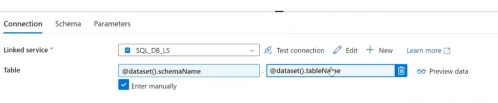 Connection Schema Parameters
Linked service * SQL_DB_LS Test connection Edit + New Learn more
Table @dataset().schemaName . @dataset().tableName Preview data
Enter manually